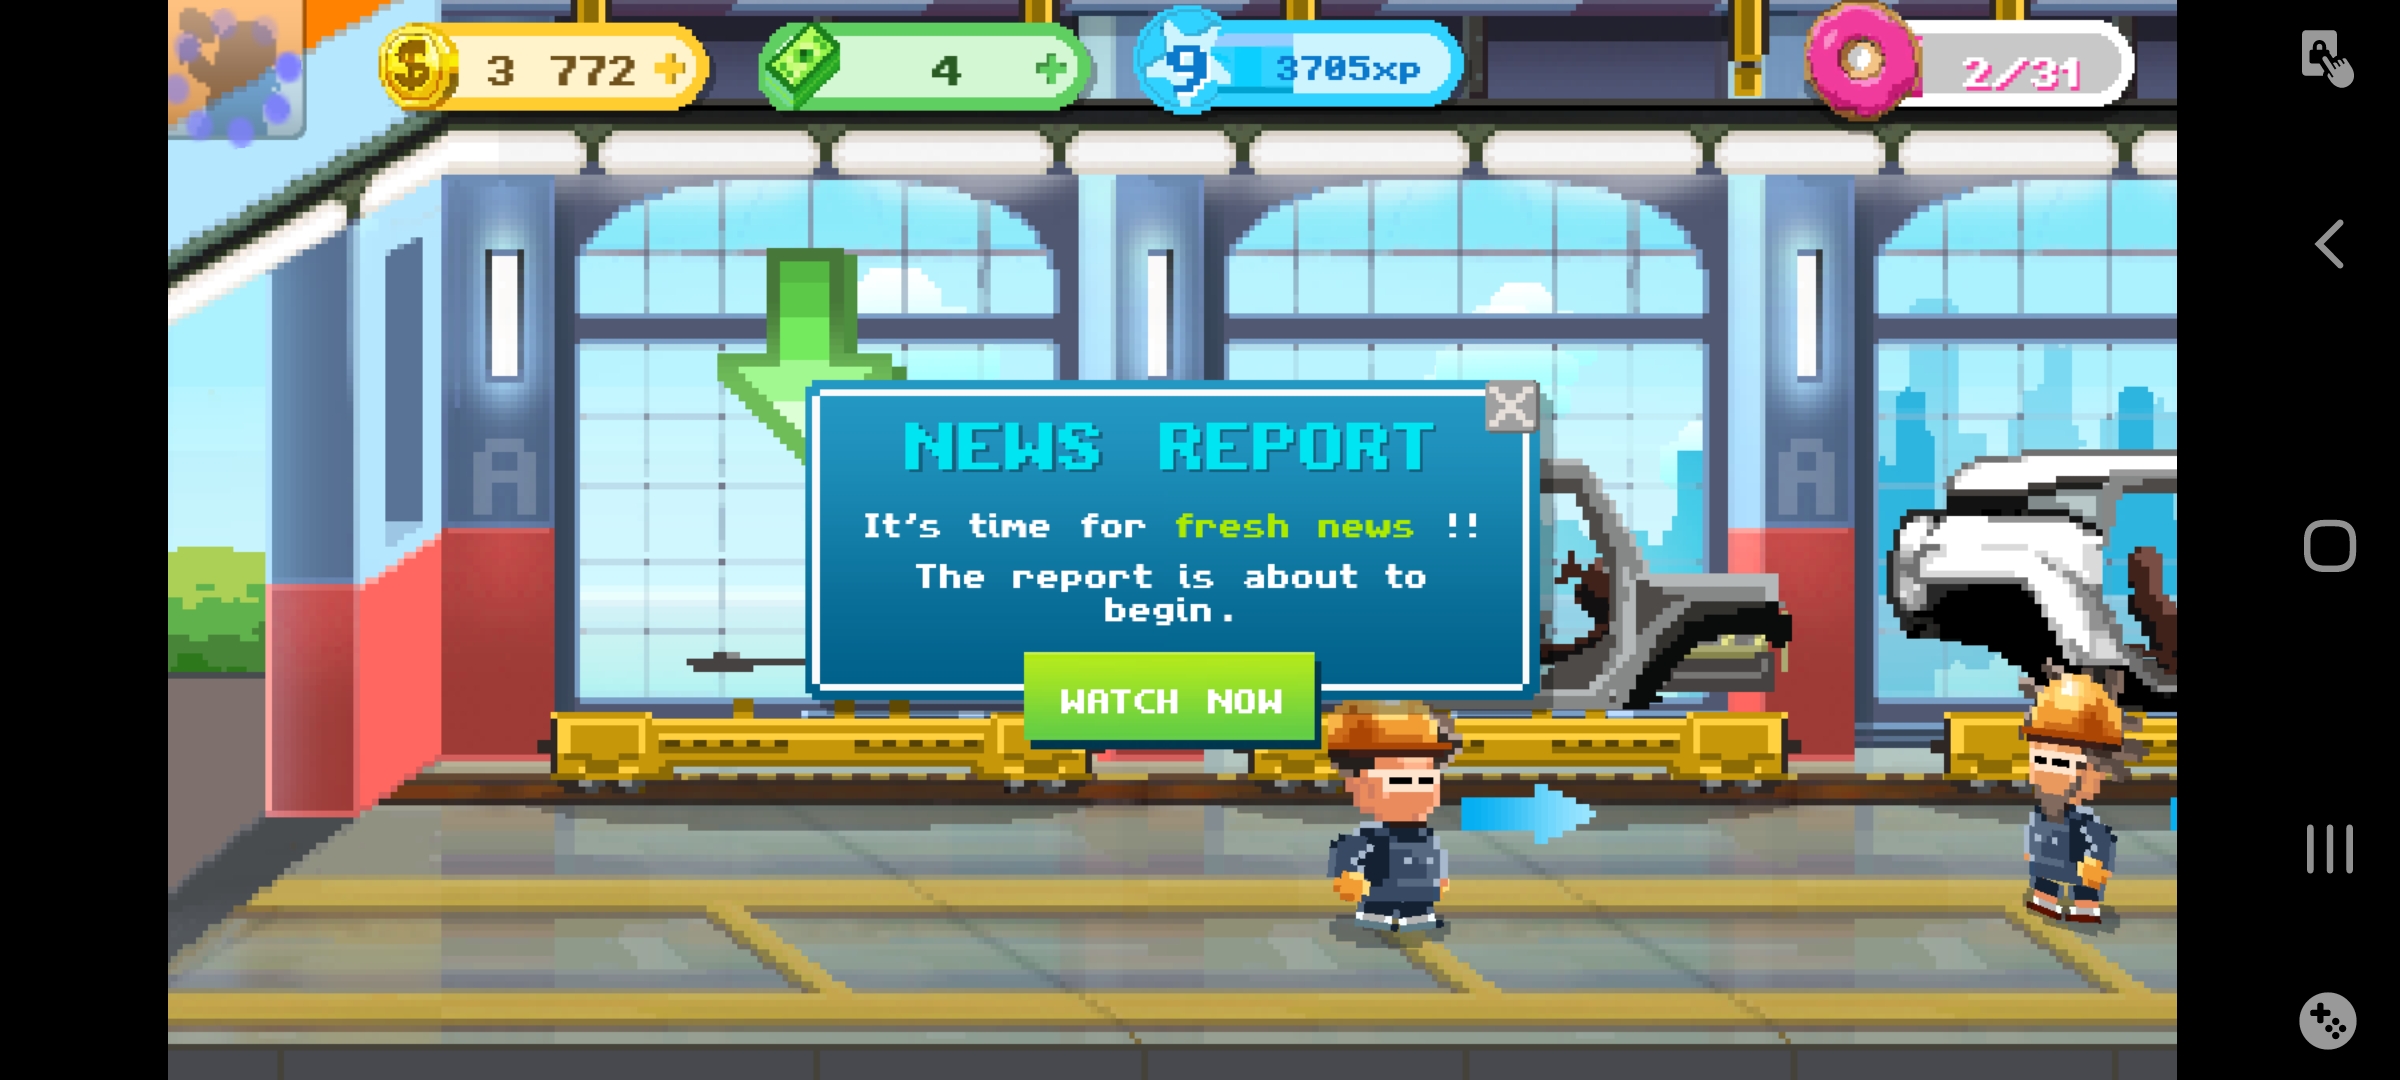 3 772
4
9
3705xp
2/31
A
A
NEWS REPORT
It's time for fresh news !!
The report is about to
begin.
WATCH NOW